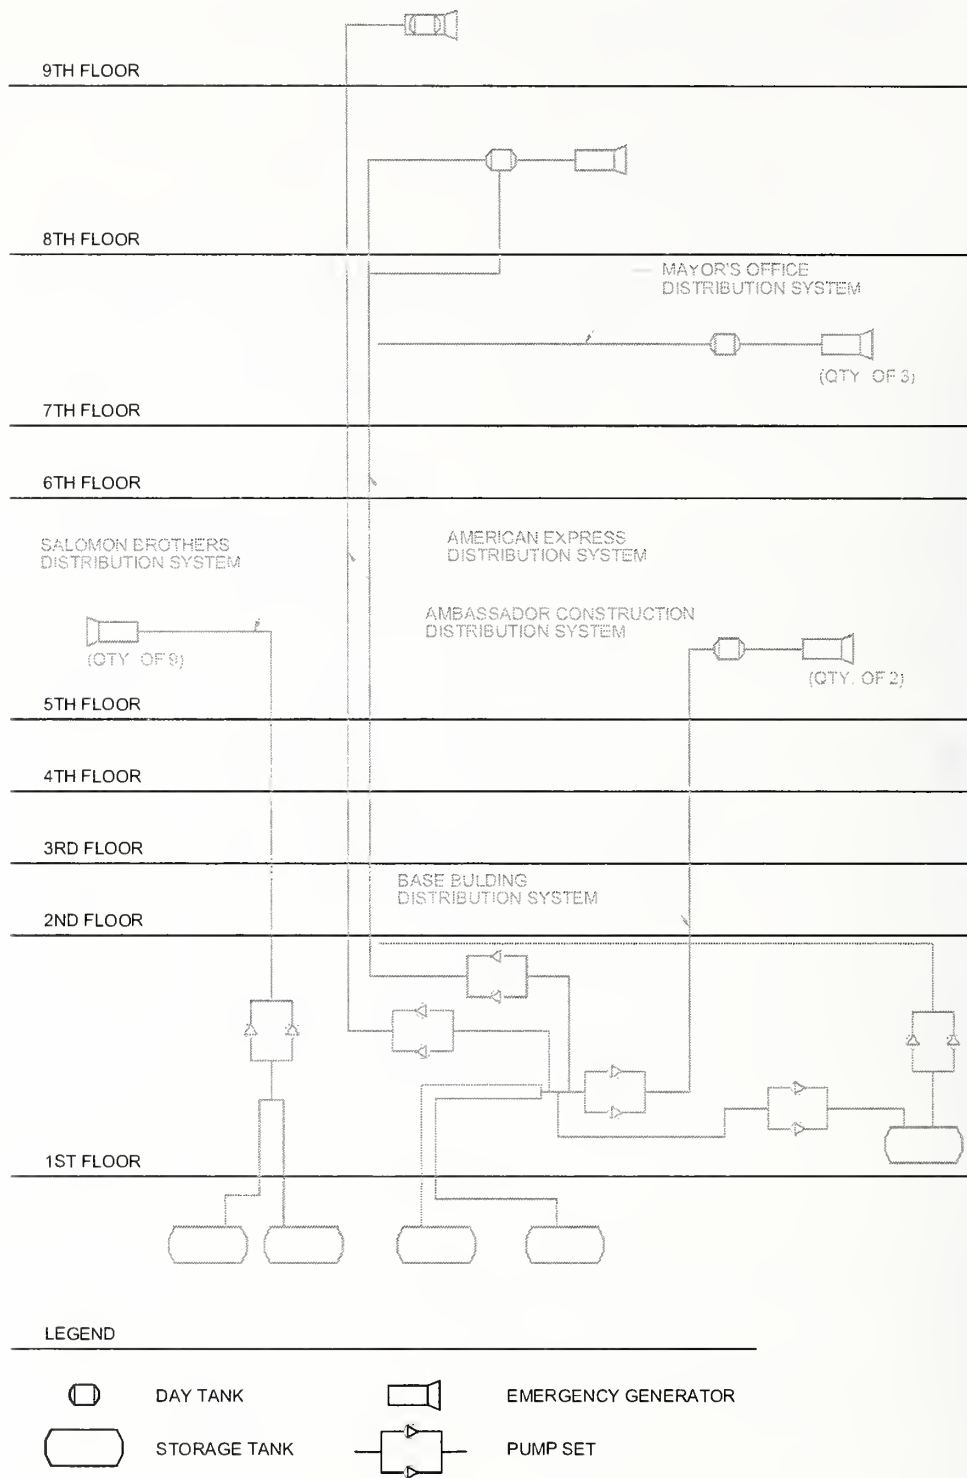 9TH FLOOR
8TH FLOOR
MAYOR'S OFFICE
DISTRIBUTION SYSTEM
(QTY. OF 3)
7TH FLOOR
6TH FLOOR
SALOMON BROTHERS
DISTRIBUTION SYSTEM
AMERICAN EXPRESS
DISTRIBUTION SYSTEM
AMBASSADOR CONSTRUCTION
DISTRIBUTION SYSTEM
(QTY. OF 9)
(QTY. OF 2)
5TH FLOOR
4TH FLOOR
3RD FLOOR
BASE BULDING
DISTRIBUTION SYSTEM
2ND FLOOR
1ST FLOOR
LEGEND
DAY TANK
EMERGENCY GENERATOR
STORAGE TANK
PUMP SET